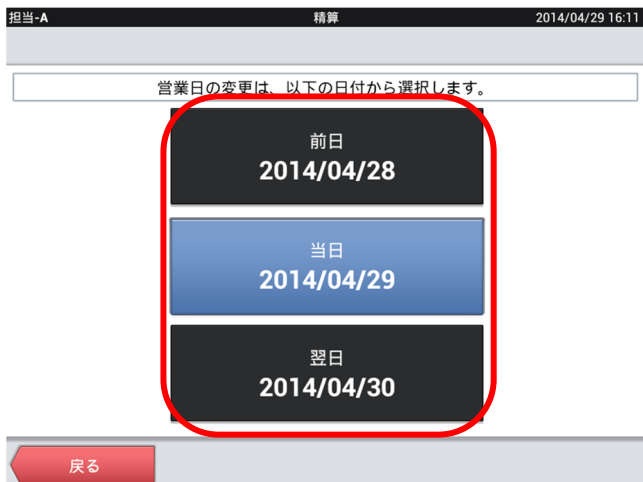 担当-A 精算 2014/04/29 16:11
営業日の変更は、以下の日付から選択します。
前日
2014/04/28
当日
2014/04/29
翌日
2014/04/30
戻る